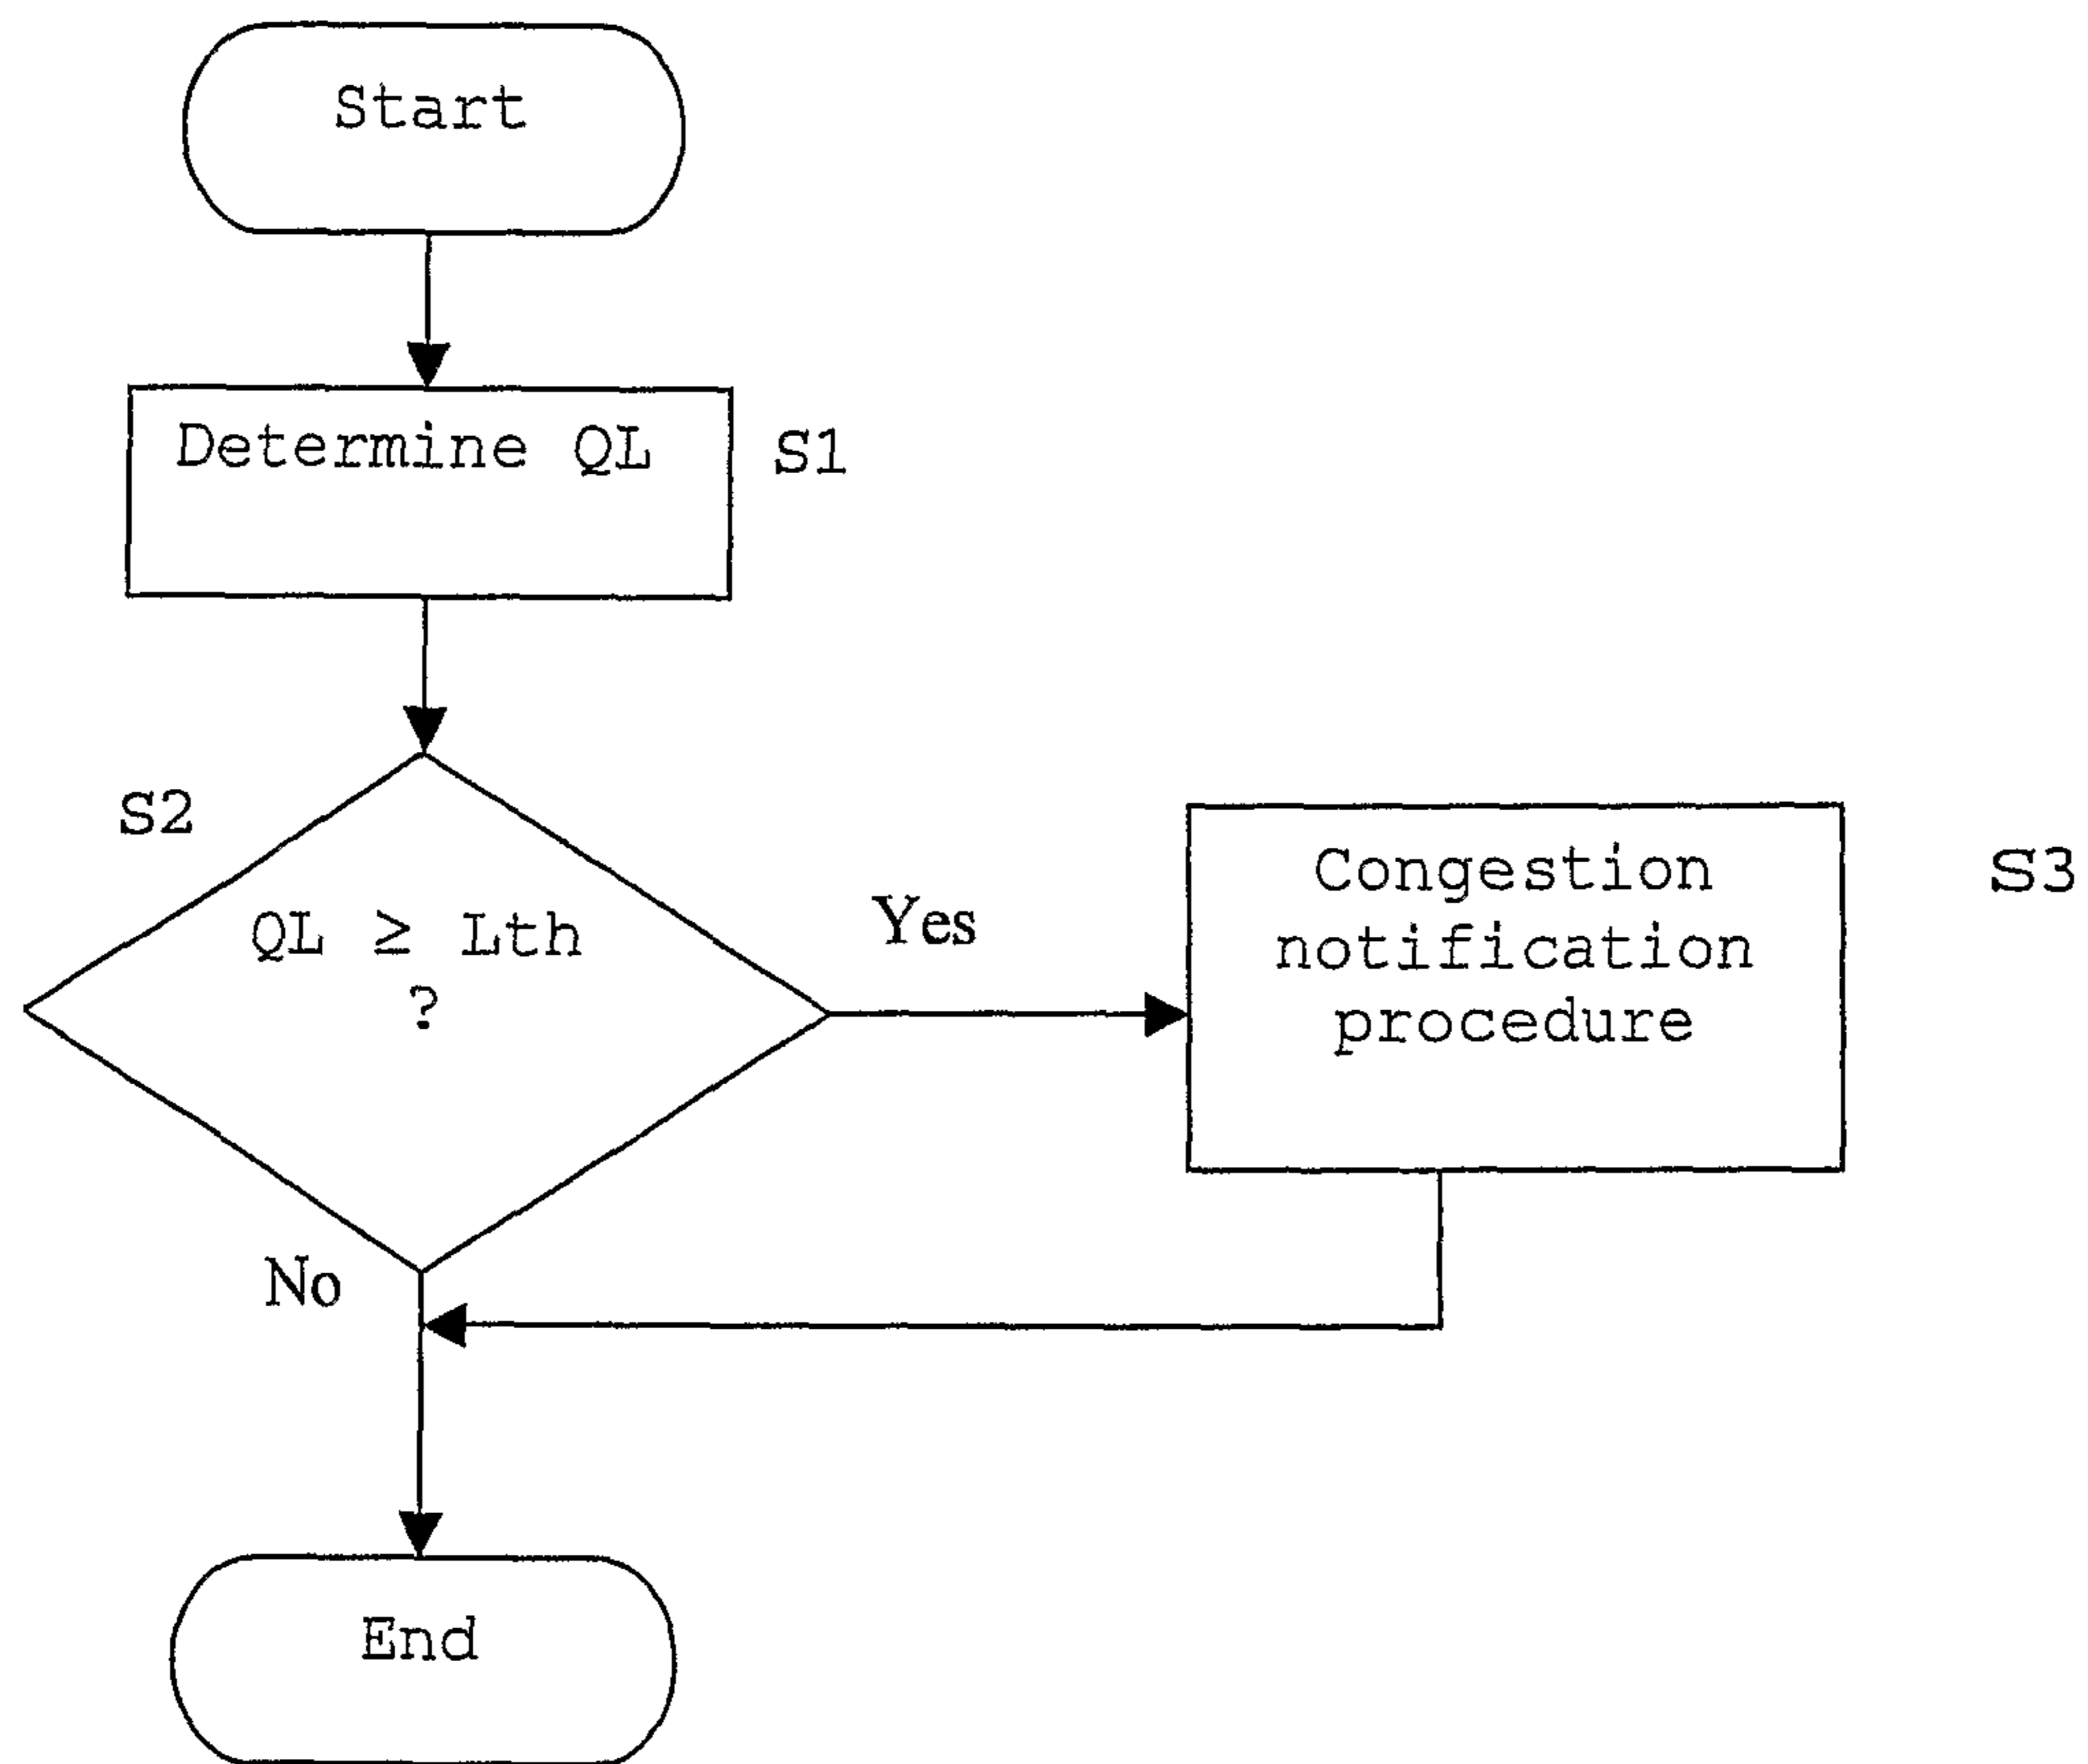 Start
Determine QL
S1
S2
QL ≥ Lth
?
Yes
Congestion
notification
procedure
S3
No
End